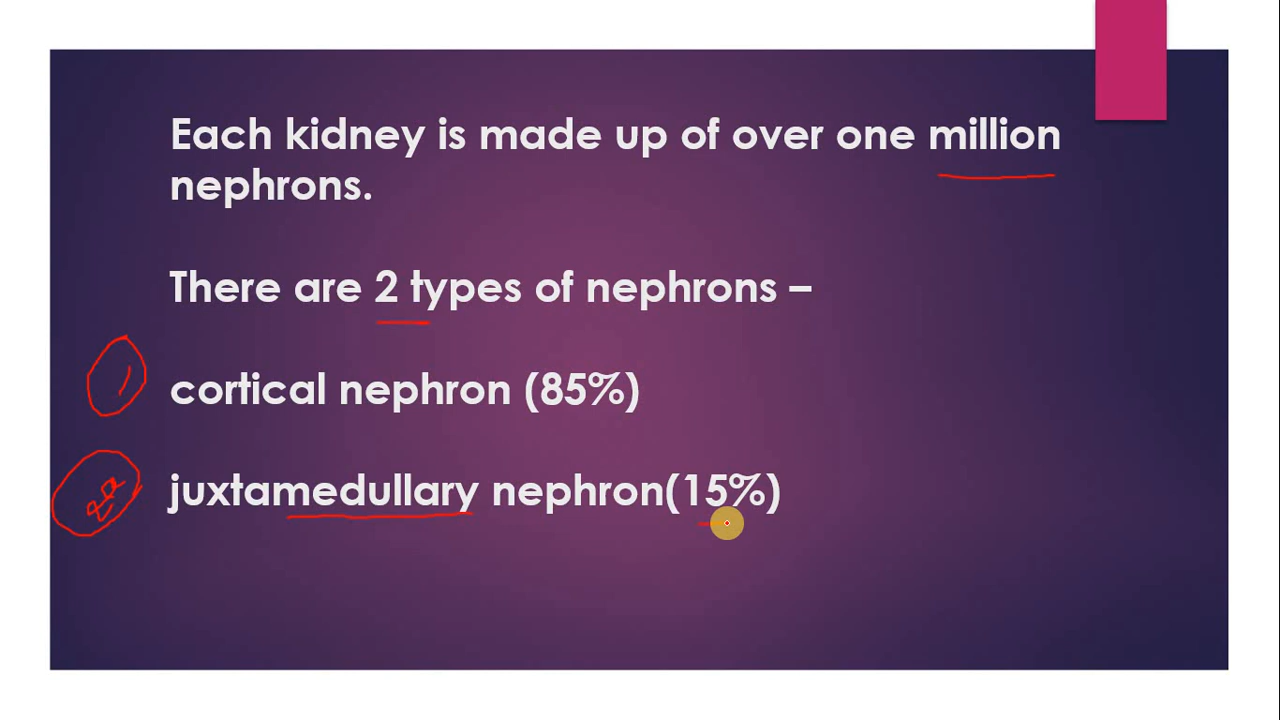 Each kidney is made up of over one million
nephrons.
There are 2 types of nephrons –
1
cortical nephron (85%)
juxtamedullary nephron(15%)